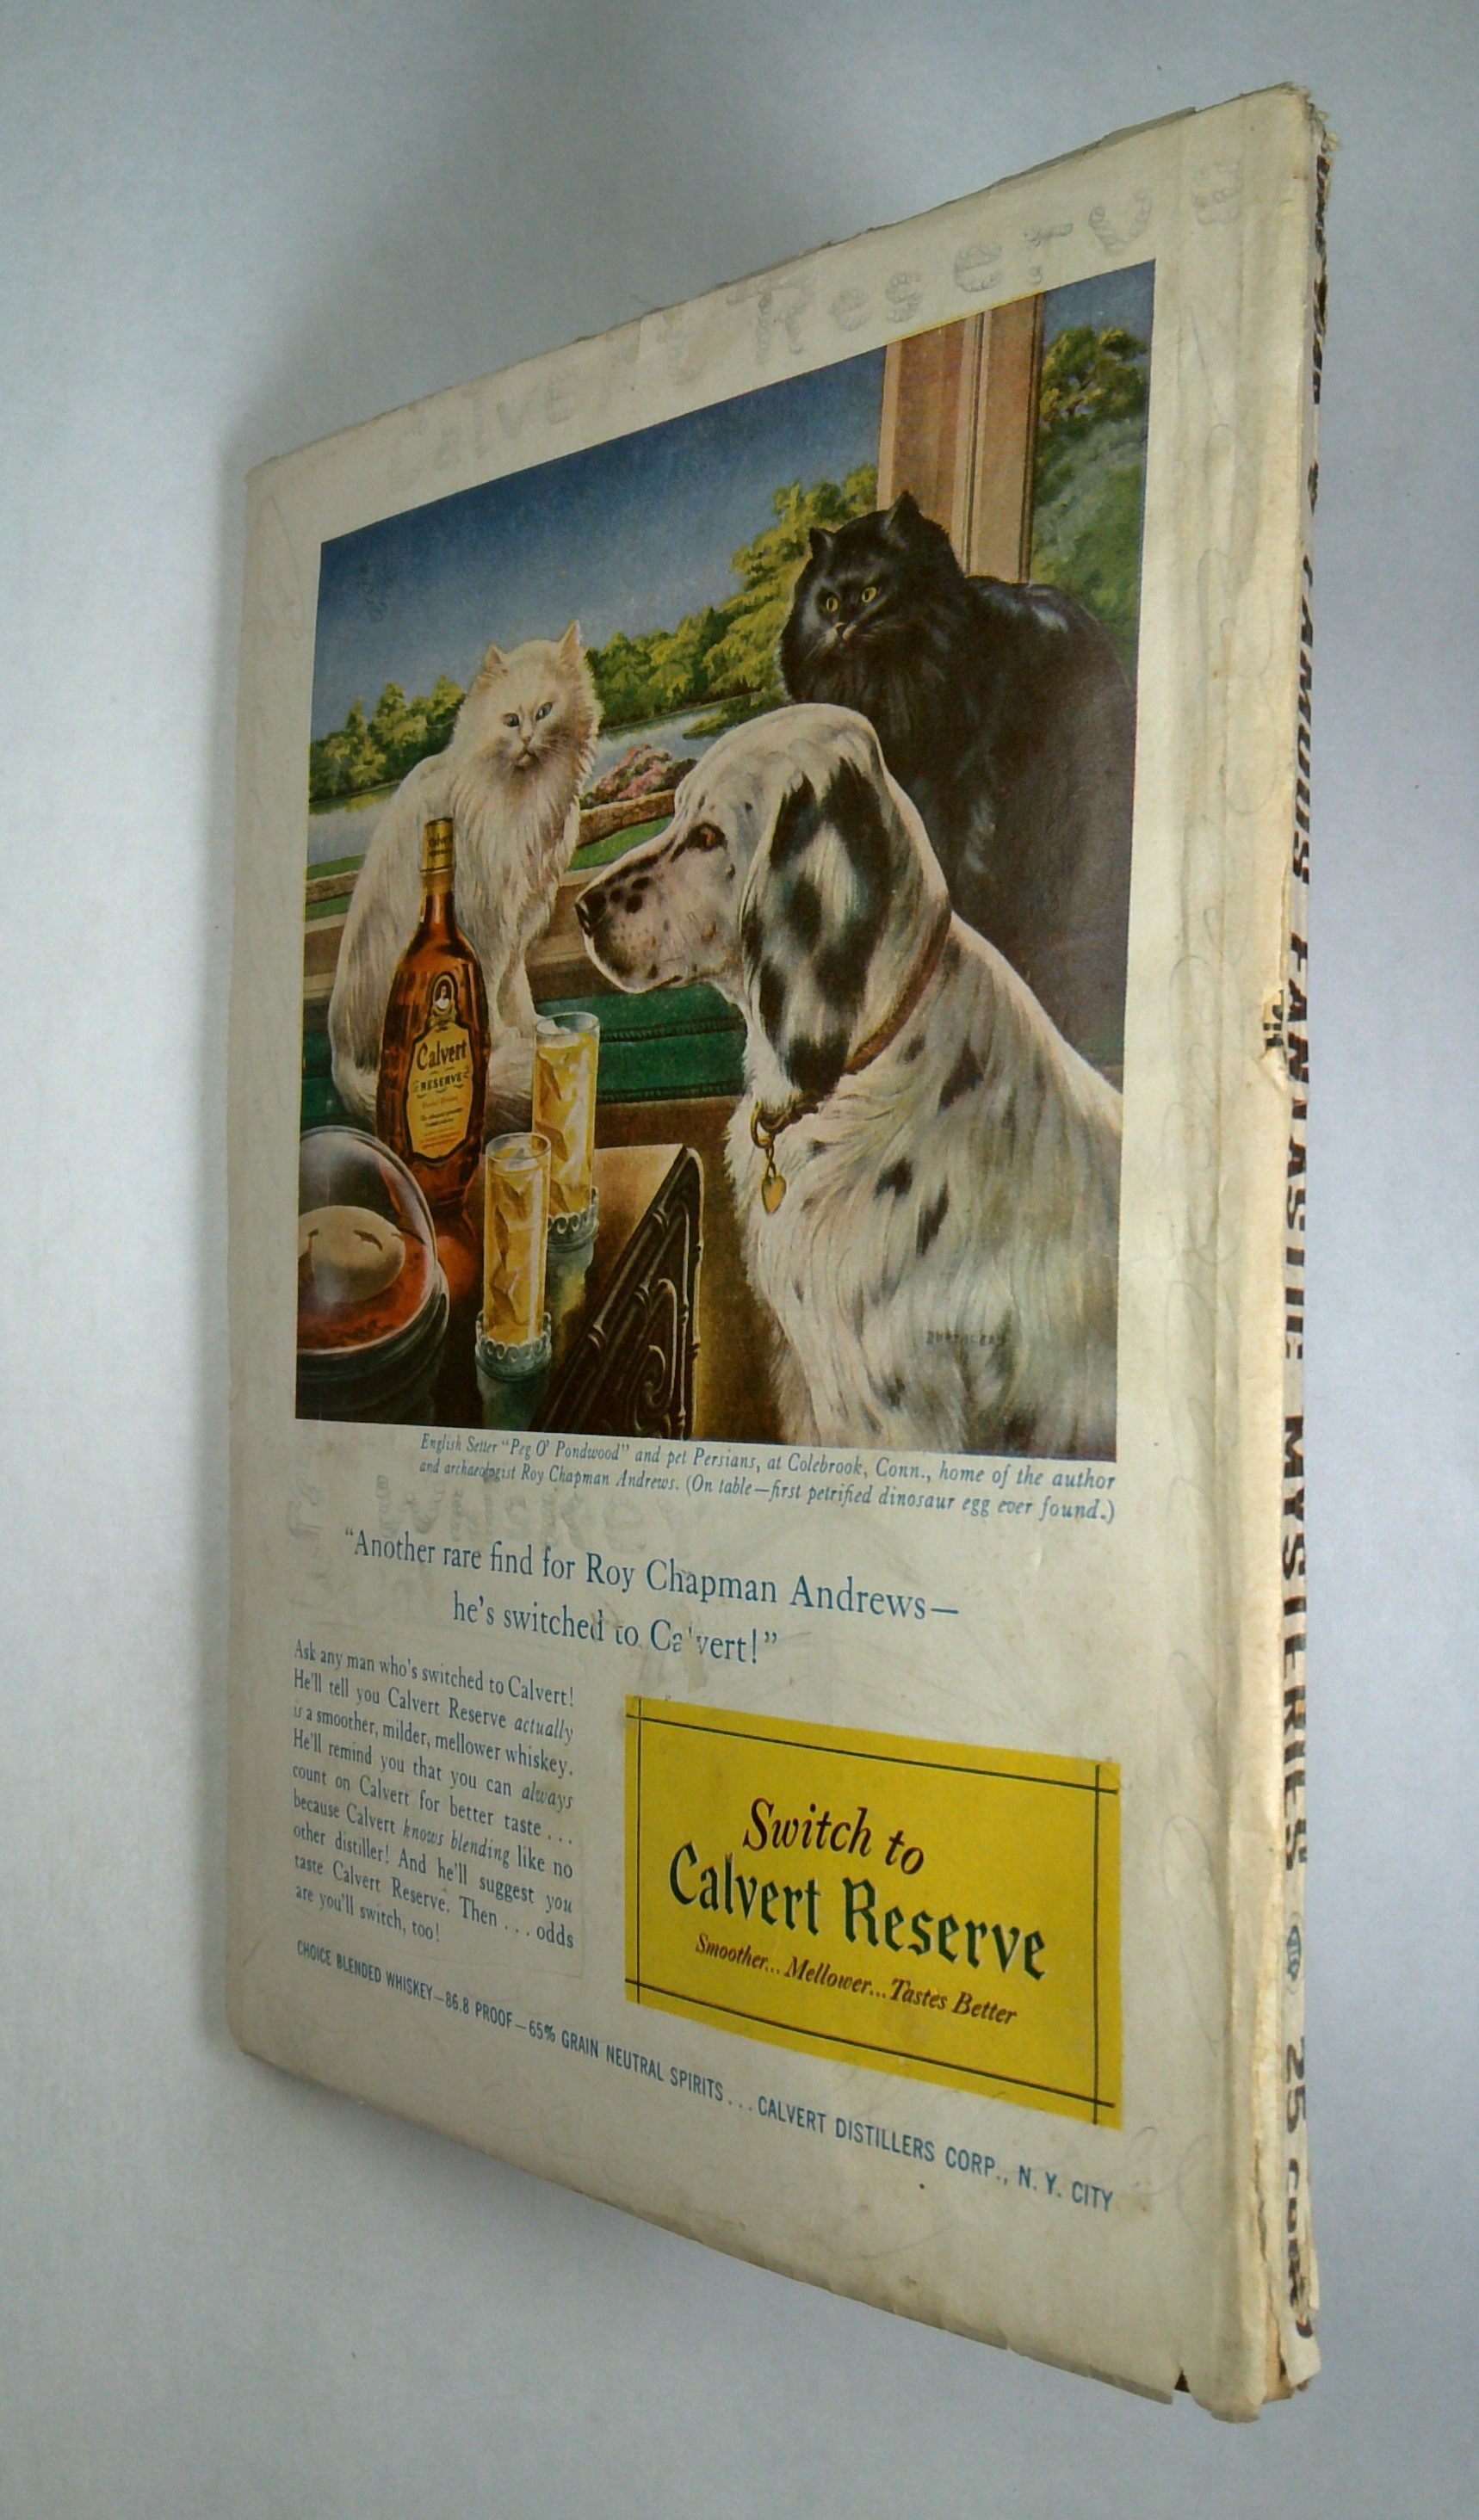 Calvert Reserve
Calvert
RESERVE
English Setter "Peg O' Pondwood" and pet Persians, at Colebrook, Conn., home of the author
and archaeologist Roy Chapman Andrews. (On table—first petrified dinosaur egg ever found.)
Whiskey
"Another rare find for Roy Chapman Andrews—
he's switched to Calvert!"
Ask any man who's switched to Calvert!
He'll tell you Calvert Reserve actually
is a smoother, milder, mellower whiskey.
He'll remind you that you can always
count on Calvert for better taste . . .
because Calvert knows blending like no
other distiller! And he'll suggest you
taste Calvert Reserve. Then . . . odds
are you'll switch, too!
Switch to
Calvert Reserve
Smoother... Mellower... Tastes Better
CHOICE BLENDED WHISKEY—86.8 PROOF—65% GRAIN NEUTRAL SPIRITS . . . CALVERT DISTILLERS CORP., N. Y. CITY
FAMOUS FANTASTIC MYSTERIES 25